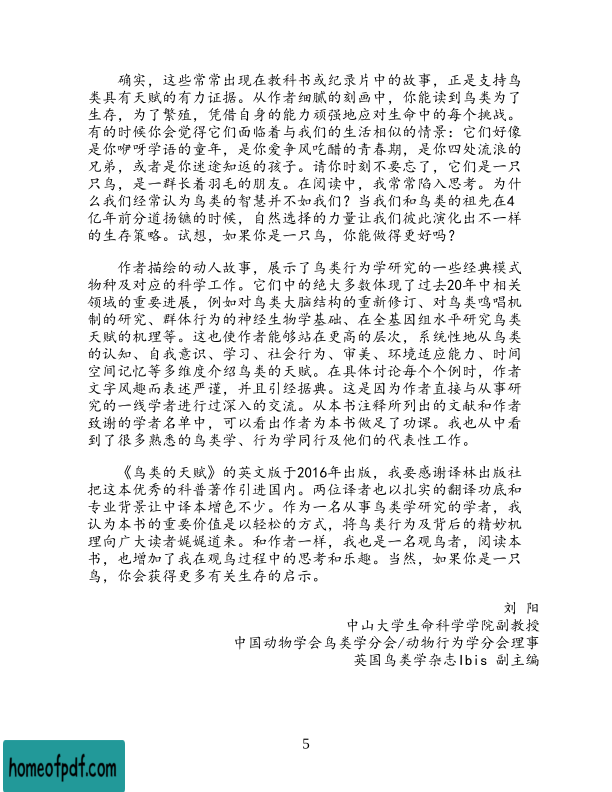 确实，这些常常出现在教科书或纪录片中的故事，正是支持鸟
类具有天赋的有力证据。从作者细腻的刻画中，你能读到鸟类为了
生存，为了繁殖，凭借自身的能力顽强地应对生命中的每个挑战。
有的时候你会觉得它们面临着与我们的生活相似的情景：它们好像
是你咿呀学语的童年，是你爱争风吃醋的青春期，是你四处流浪的
兄弟，或者是你迷途知返的孩子。请你时刻不要忘了，它们是一只
只鸟，是一群长着羽毛的朋友。在阅读中，我常常陷入思考。为什
么我们经常认为鸟类的智慧并不如我们？当我们和鸟类的祖先在4
亿年前分道扬镳的时候，自然选择的力量让我们彼此演化出不一样
的生存策略。试想，如果你是一只鸟，你能做得更好吗？
作者描绘的动人故事，展示了鸟类行为学研究的一些经典模式
物种及对应的科学工作。它们中的绝大多数体现了过去20年中相关
领域的重要进展，例如对鸟类大脑结构的重新修订、对鸟类鸣唱机
制的研究、群体行为的神经生物学基础、在全基因组水平研究鸟类
天赋的机理等。这也使作者能够站在更高的层次，系统性地从鸟类
的认知、自我意识、学习、社会行为、审美、环境适应能力、时间
空间记忆等多维度介绍鸟类的天赋。在具体讨论每个个例时，作者
文字风趣而表述严谨，并且引经据典。这是因为作者直接与从事研
究的一线学者进行过深入的交流。从本书注释所列出的文献和作者
致谢的学者名单中，可以看出作者为本书做足了功课。我也从中看
到了很多熟悉的鸟类学、行为学同行及他们的代表性工作。
《鸟类的天赋》的英文版于2016年出版，我要感谢译林出版社
把这本优秀的科普著作引进国内。两位译者也以扎实的翻译功底和
专业背景让中译本增色不少。作为一名从事鸟类学研究的学者，我
认为本书的重要价值是以轻松的方式，将鸟类行为及背后的精妙机
理向广大读者娓娓道来。和作者一样，我也是一名观鸟者，阅读本
书，也增加了我在观鸟过程中的思考和乐趣。当然，如果你是一只
鸟，你会获得更多有关生存的启示。
刘 阳
中山大学生命科学学院副教授
中国动物学会鸟类学分会/动物行为学分会理事
英国鸟类学杂志Ibis 副主编
5
homeofpdf.com